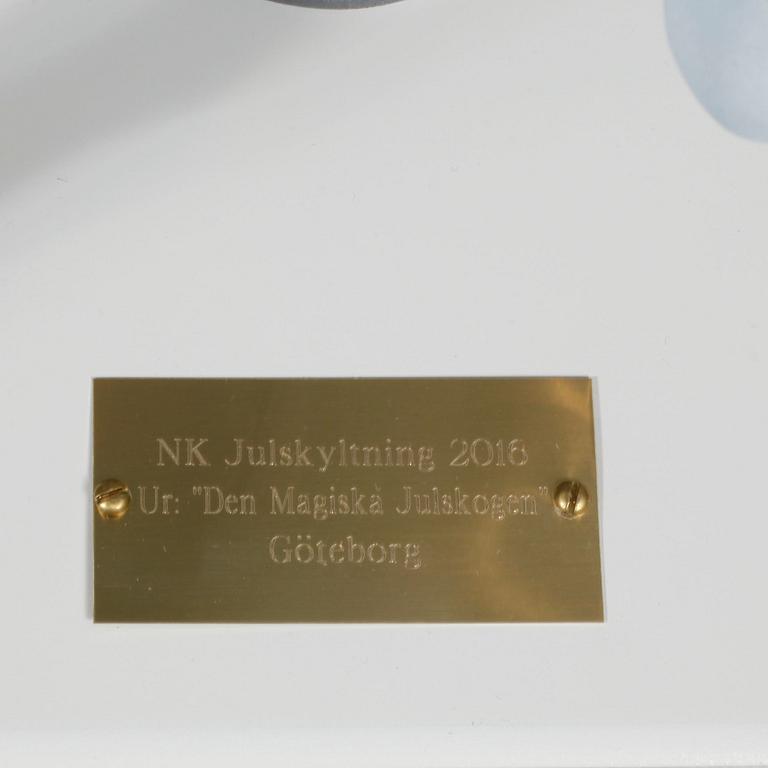 NK Julskyltning 2016
Ur: "Den Magiska Julskogen"
Göteborg